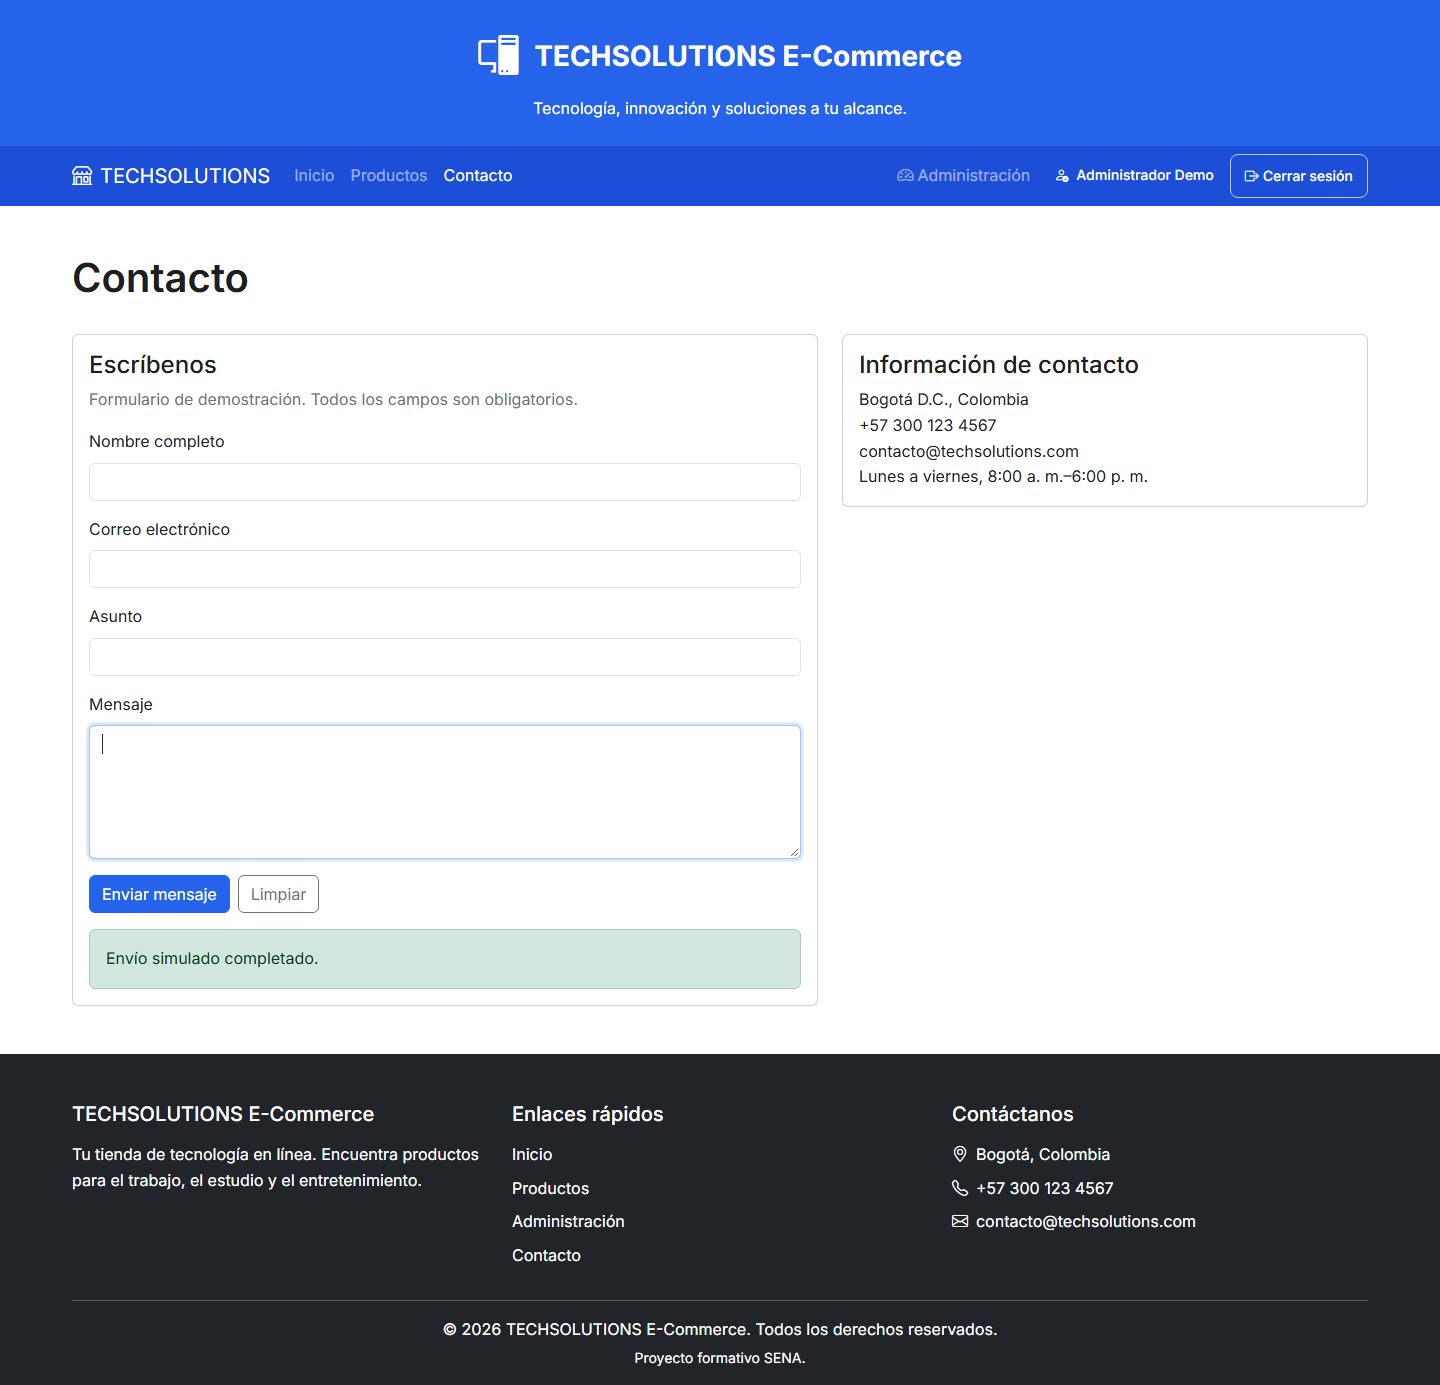 TECHSOLUTIONS E-Commerce
Tecnología, innovación y soluciones a tu alcance.
TECHSOLUTIONS Inicio Productos Contacto Administración Administrador Demo Cerrar sesión
Contacto
Escríbenos
Formulario de demostración. Todos los campos son obligatorios.
Nombre completo
Correo electrónico
Asunto
Mensaje
Enviar mensaje Limpiar
Envío simulado completado.
Información de contacto
Bogotá D.C., Colombia
+57 300 123 4567
contacto@techsolutions.com
Lunes a viernes, 8:00 a. m.–6:00 p. m.
TECHSOLUTIONS E-Commerce
Tu tienda de tecnología en línea. Encuentra productos
para el trabajo, el estudio y el entretenimiento.
Enlaces rápidos
Inicio
Productos
Administración
Contacto
Contáctanos
Bogotá, Colombia
+57 300 123 4567
contacto@techsolutions.com
© 2026 TECHSOLUTIONS E-Commerce. Todos los derechos reservados.
Proyecto formativo SENA.